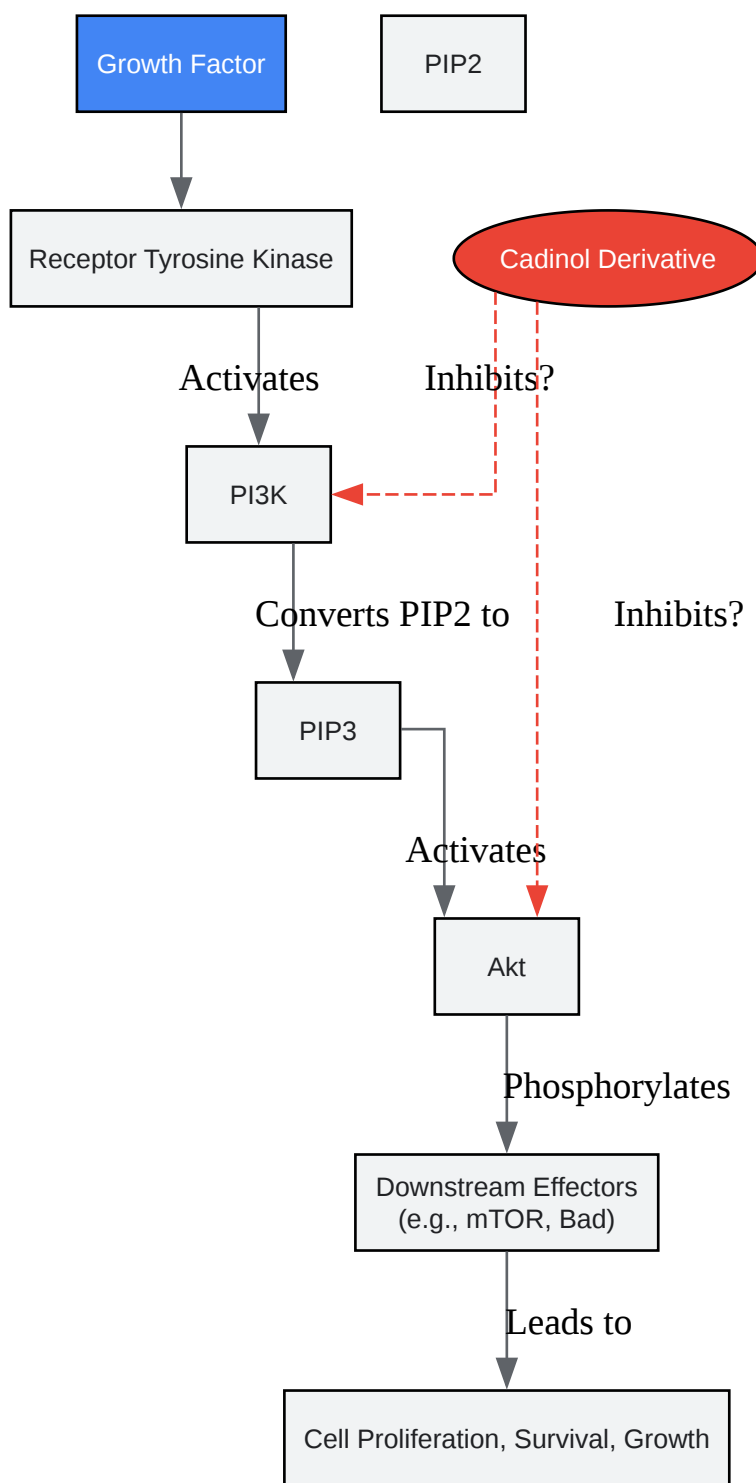 Growth Factor
PIP2
Receptor Tyrosine Kinase
Cadinol Derivative
Activates
Inhibits?
PI3K
Converts PIP2 to
Inhibits?
PIP3
Activates
Akt
Phosphorylates
Downstream Effectors
(e.g., mTOR, Bad)
Leads to
Cell Proliferation, Survival, Growth